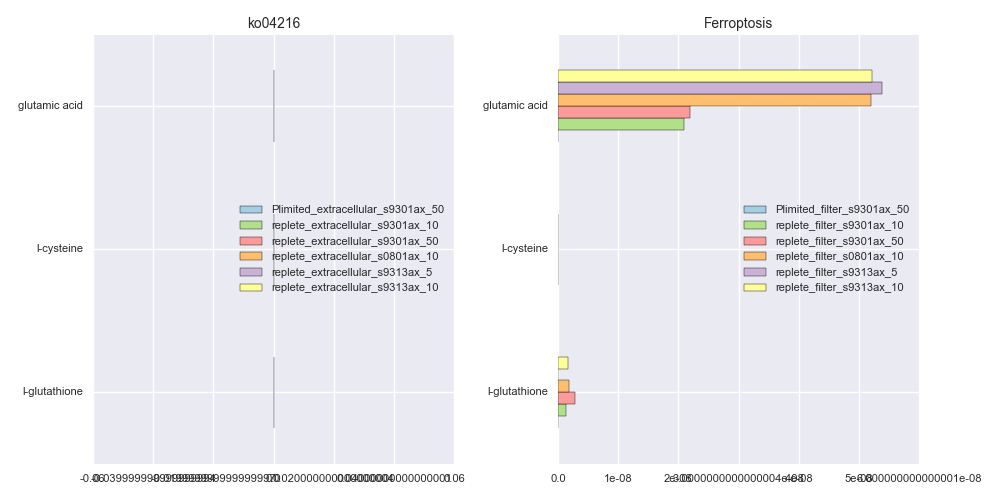 ko04216
glutamic acid
l-cysteine
l-glutathione
Plimited_extracellular_s9301ax_50
replete_extracellular_s9301ax_10
replete_extracellular_s9301ax_50
replete_extracellular_s0801ax_10
replete_extracellular_s9313ax_5
replete_extracellular_s9313ax_10
Ferroptosis
glutamic acid
l-cysteine
l-glutathione
Plimited_filter_s9301ax_50
replete_filter_s9301ax_10
replete_filter_s9301ax_50
replete_filter_s0801ax_10
replete_filter_s9313ax_5
replete_filter_s9313ax_10
0.0 1e-08